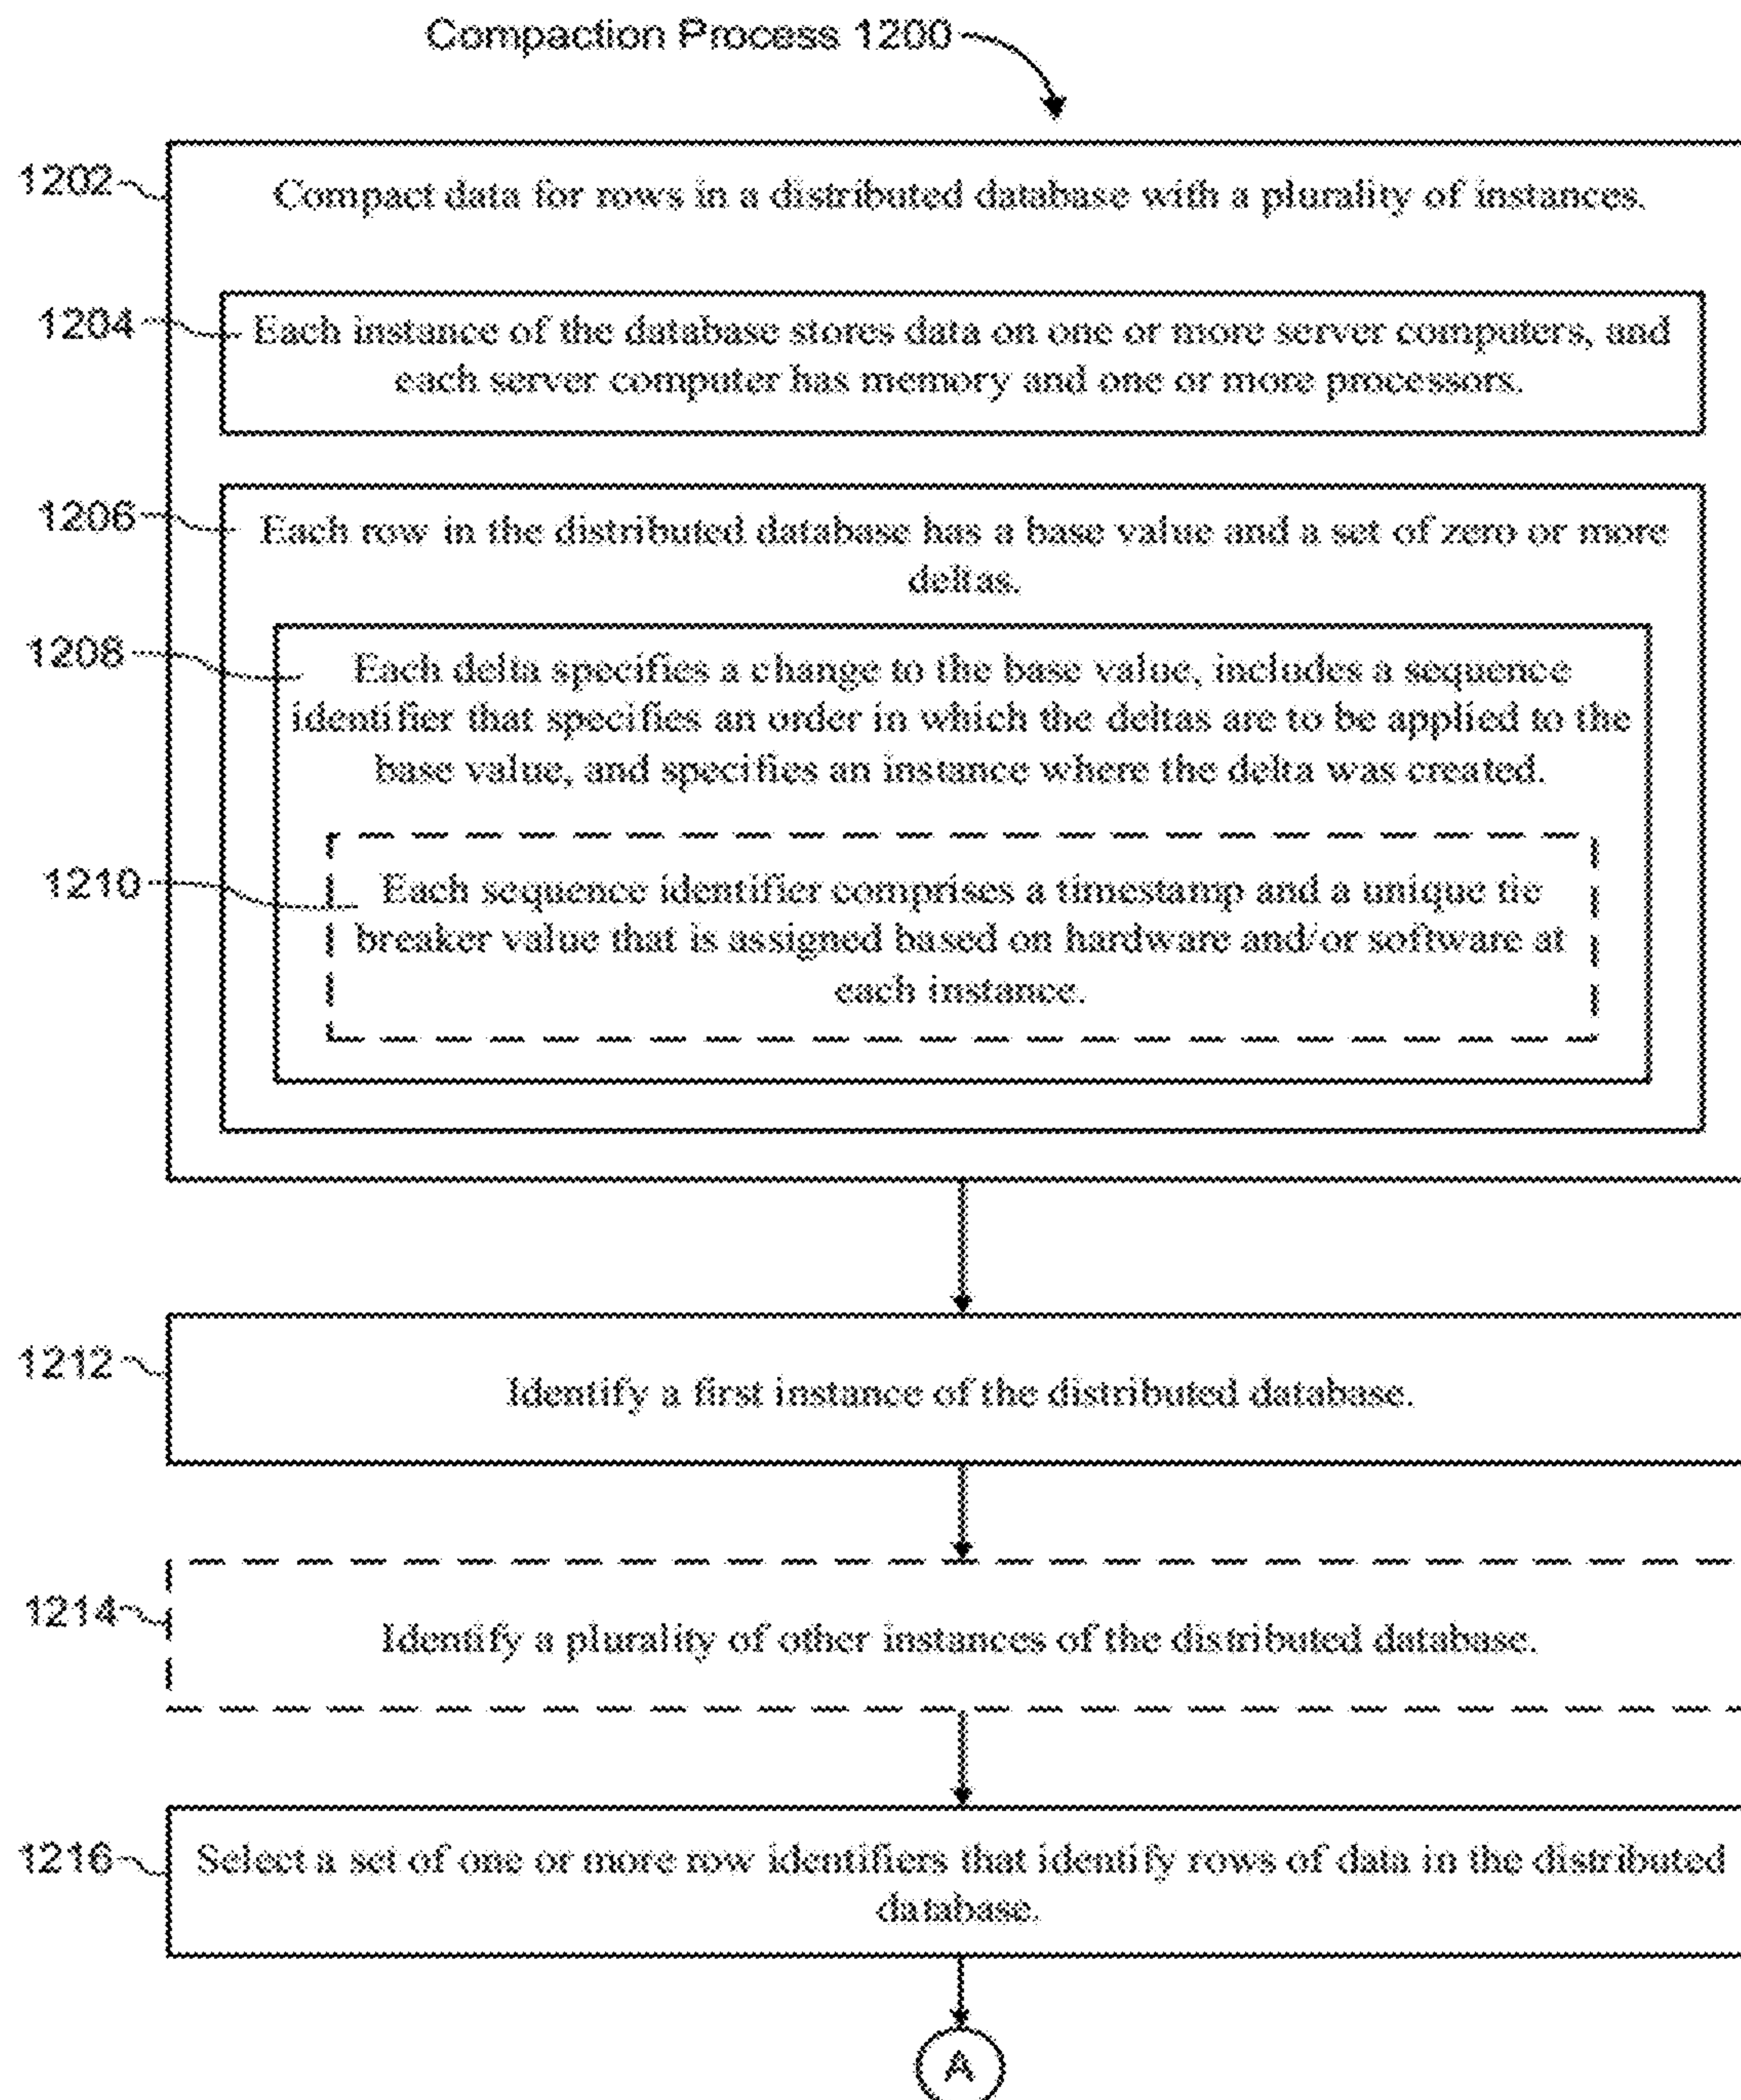 Compaction Process 1200
1202
Compact data for rows in a distributed database with a plurality of instances.
1204
Each instance of the database stores data on one or more server computers, and
each server computer has memory and one or more processors.
1206
Each row in the distributed database has a base value and a set of zero or more
deltas.
1208
Each delta specifies a change to the base value, includes a sequence
identifier that specifies an order in which the deltas are to be applied to the
base value, and specifies an instance where the delta was created.
1210
Each sequence identifier comprises a timestamp and a unique tie
breaker value that is assigned based on hardware and/or software at
each instance.
1212
Identify a first instance of the distributed database.
1214
Identify a plurality of other instances of the distributed database.
1216
Select a set of one or more row identifiers that identify rows of data in the distributed
database.
A